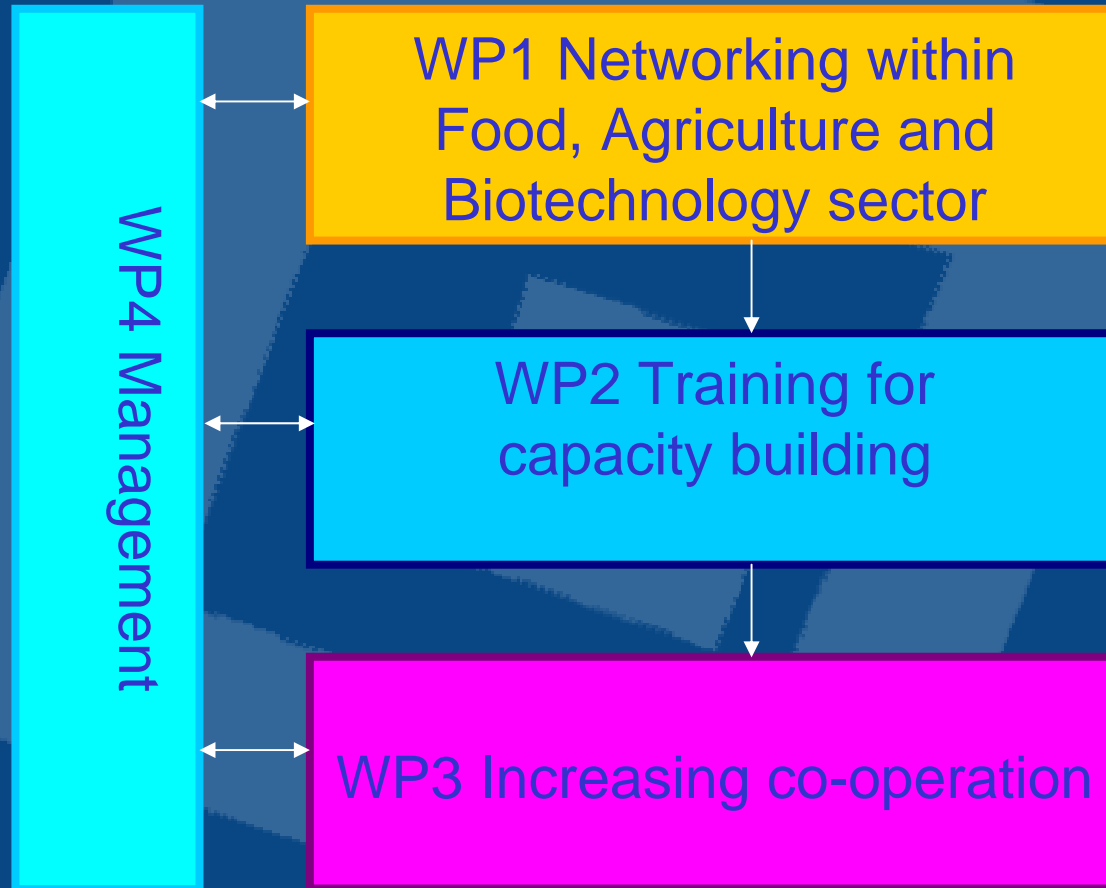 WP4 Management
WP1 Networking within
Food, Agriculture and
Biotechnology sector
WP2 Training for
capacity building
WP3 Increasing co-operation